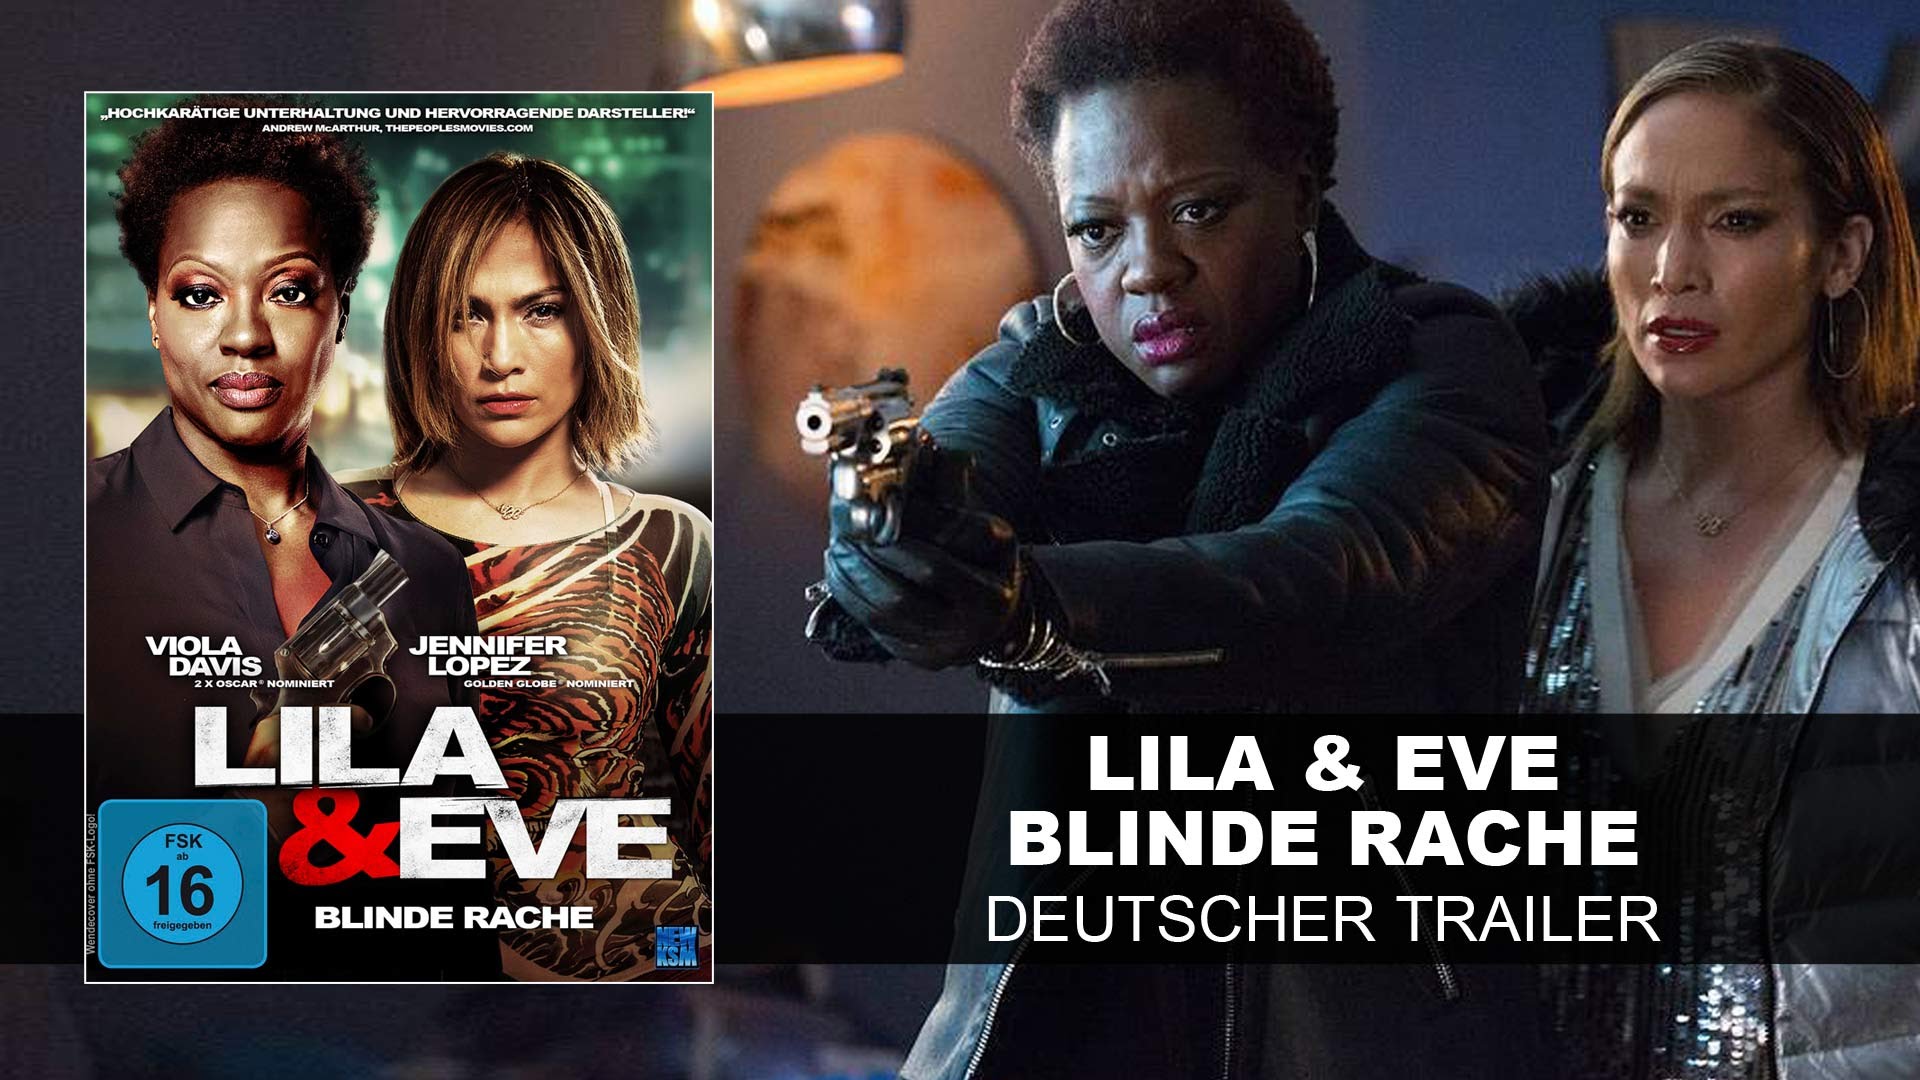 „HOCHKARÄTIGE UNTERHALTUNG UND HERVORRAGENDE DARSTELLER!“
ANDREW McARTHUR, THEPEOPLESMOVIES.COM
VIOLA
DAVIS
2 X OSCAR® NOMINIERT
JENNIFER
LOPEZ
GOLDEN GLOBE® NOMINIERT
LILA
&EVE
BLINDE RACHE
Wendecover ohne FSK-Logo!
FSK
ab
16
freigegeben
NEW
KSM
LILA & EVE
BLINDE RACHE
DEUTSCHER TRAILER